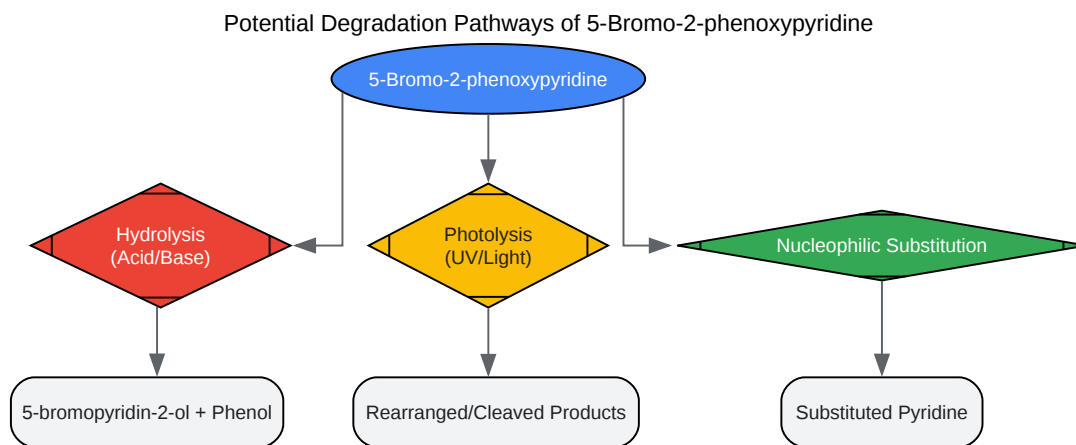 Potential Degradation Pathways of 5-Bromo-2-phenoxypyridine
5-Bromo-2-phenoxypyridine
Hydrolysis
(Acid/Base)
Photolysis
(UV/Light)
Nucleophilic Substitution
5-bromopyridin-2-ol + Phenol
Rearranged/Cleaved Products
Substituted Pyridine